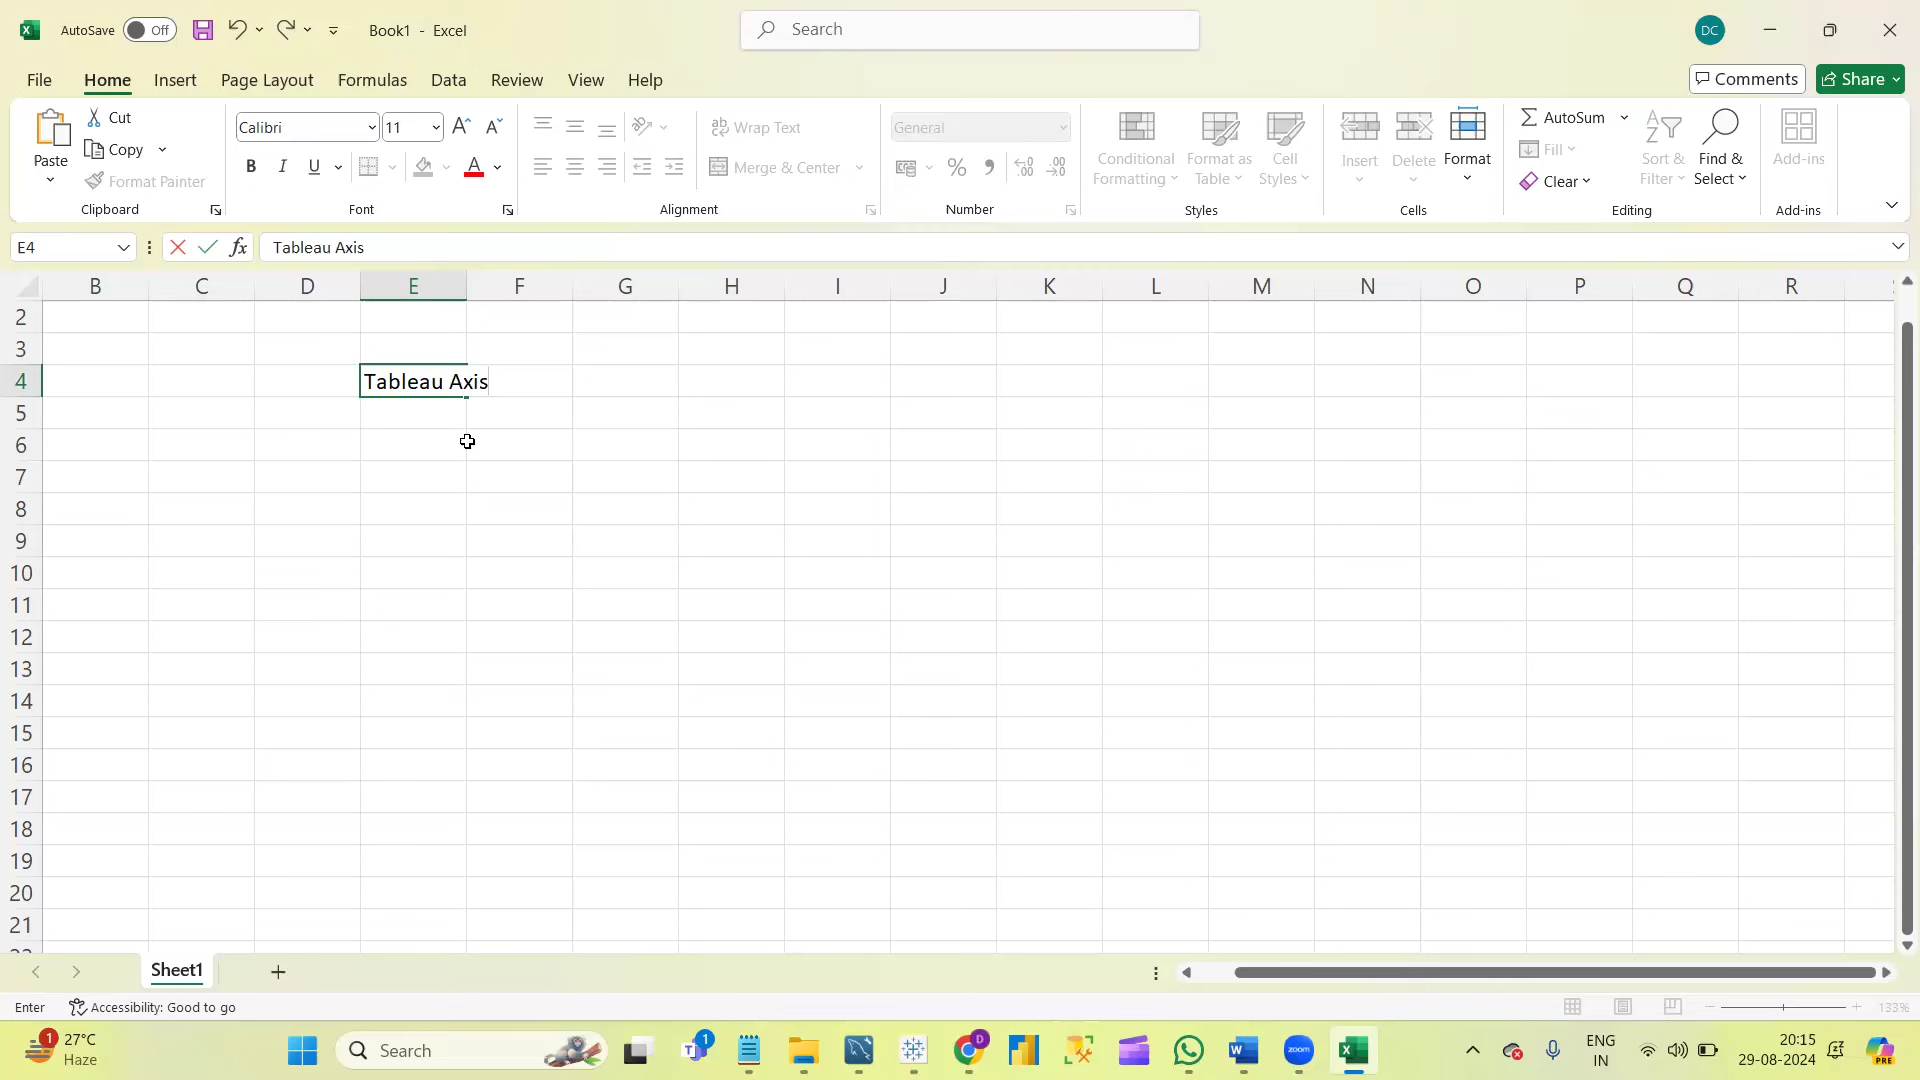 AutoSave Off Book1 - Excel Search DC
File Home Insert Page Layout Formulas Data Review View Help Comments Share
Paste Cut Copy Format Painter Clipboard
Calibri 11 B I U A Font
Wrap Text Merge & Center Alignment
General % Number
Conditional Formatting Format as Table Cell Styles Styles
Insert Delete Format Cells
AutoSum Fill Clear Sort & Filter Find & Select Editing
Add-ins Add-ins
E4 fx Tableau Axis
B C D E F G H I J K L M N O P Q R
2
3
4 Tableau Axis
5
6
7
8
9
10
11
12
13
14
15
16
17
18
19
20
21
Sheet1
Enter Accessibility: Good to go 133%
1 27°C Search 1 D zoom ENG 20:15
Haze IN 29-08-2024 PRE